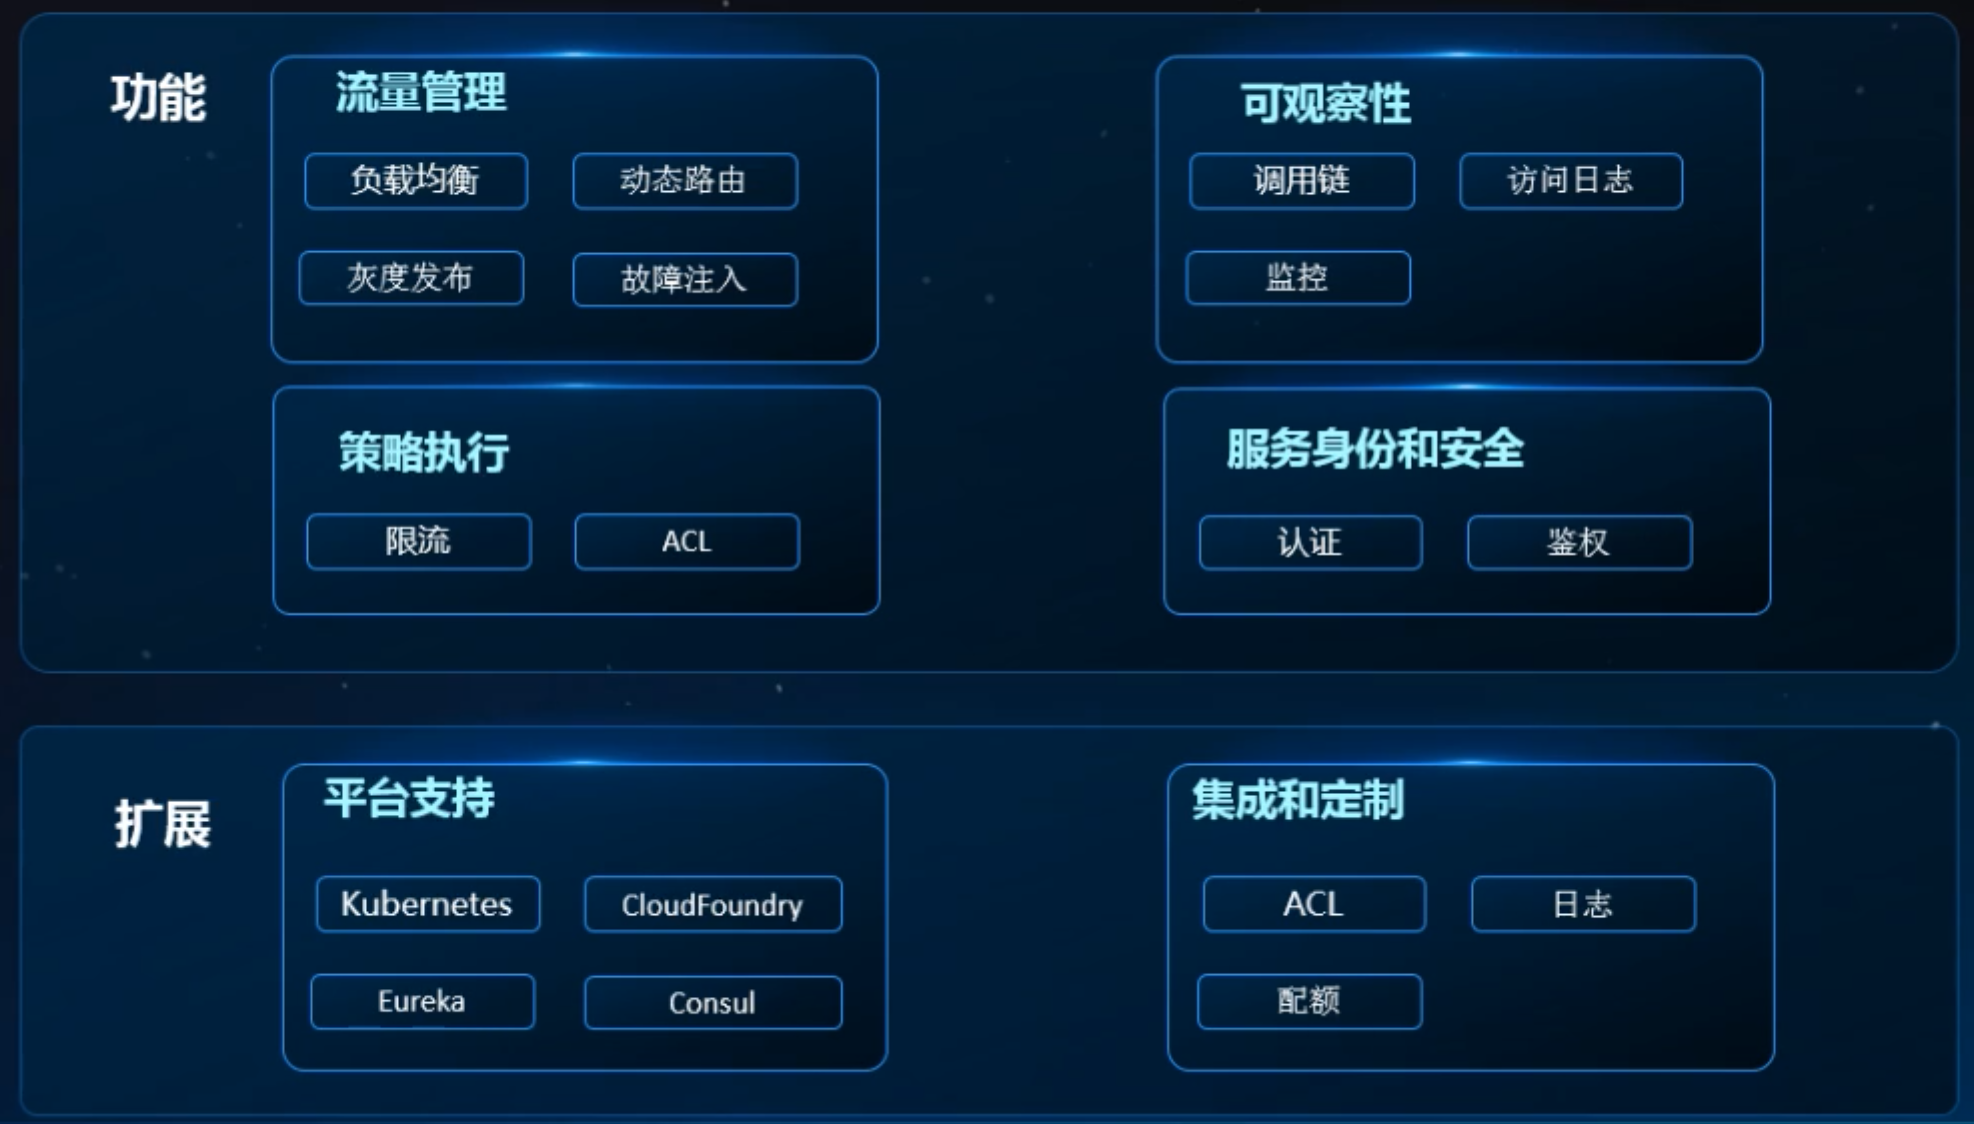 功能
流量管理
负载均衡
动态路由
灰度发布
故障注入
可观察性
调用链
访问日志
监控
策略执行
限流
ACL
服务身份和安全
认证
鉴权
扩展
平台支持
Kubernetes
CloudFoundry
Eureka
Consul
集成和定制
ACL
日志
配额